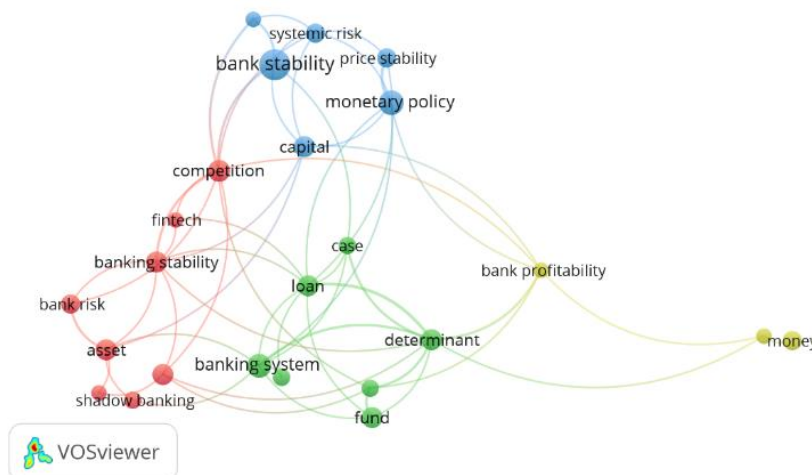 systemic risk
bank stability
price stability
monetary policy
capital
competition
fintech
banking stability
case
bank profitability
loan
bank risk
money
determinant
asset
banking system
shadow banking
fund
VOSviewer